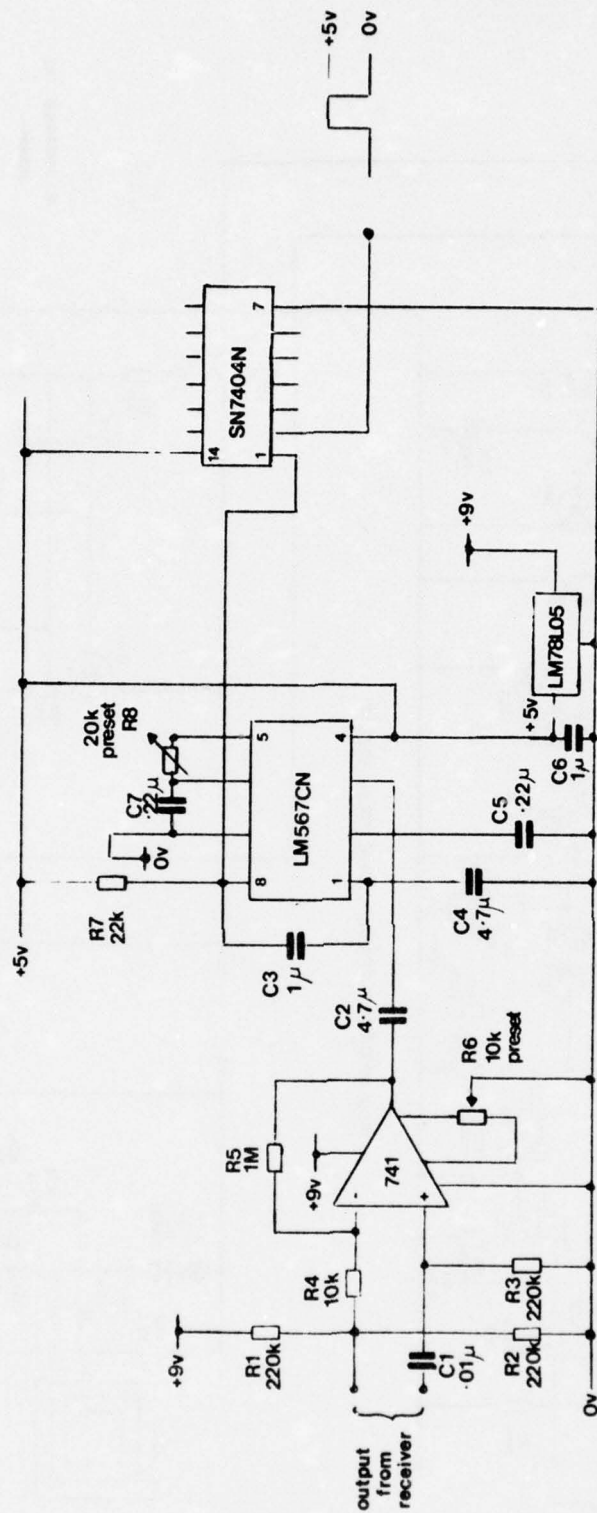 +9v
R1
220k
output
from
receiver
C1
.01μ
R2
220k
R3
220k
0v
R4
10k
R5
1M
+9v
-
+
741
R6
10k
preset
C2
4·7μ
+5v
R7
22k
0v
C7
.22μ
20k
preset
R8
C3
1μ
8
5
LM567CN
1
4
C4
4·7μ
C5
.22μ
+5v
C6
1μ
LM78L05
+9v
14
1
SN7404N
7
+5v
0v